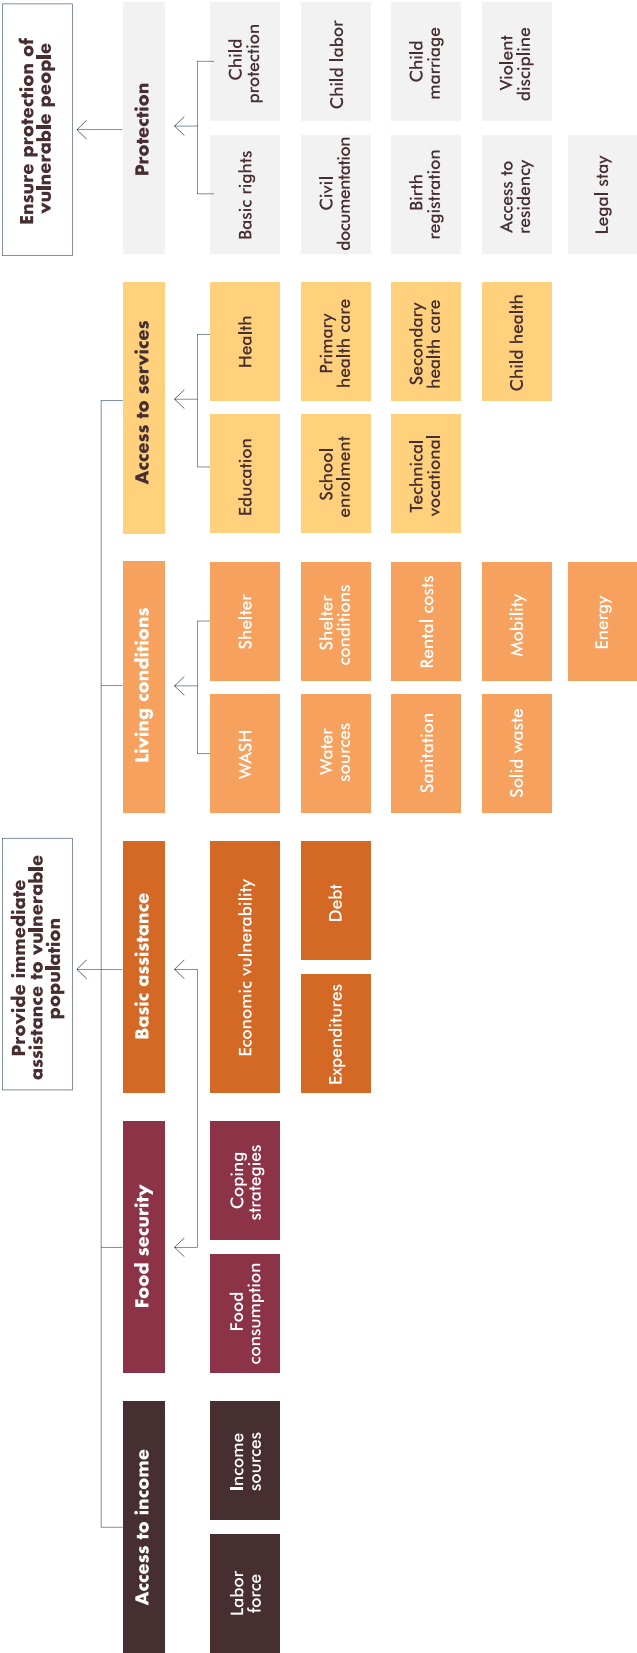 Provide immediate
assistance to vulnerable
population
Ensure protection of
vulnerable people
Access to income
Food security
Basic assistance
Living conditions
Access to services
Protection
Labor
force
Income
sources
Food
consumption
Coping
strategies
Economic vulnerability
WASH
Shelter
Education
Health
Basic rights
Child
protection
Expenditures
Debt
Water
sources
Shelter
conditions
School
enrolment
Primary
health care
Civil
documentation
Child labor
Sanitation
Rental costs
Technical
vocational
Secondary
health care
Birth
registration
Child
marriage
Solid waste
Mobility
Child health
Access to
residency
Violent
discipline
Energy
Legal stay